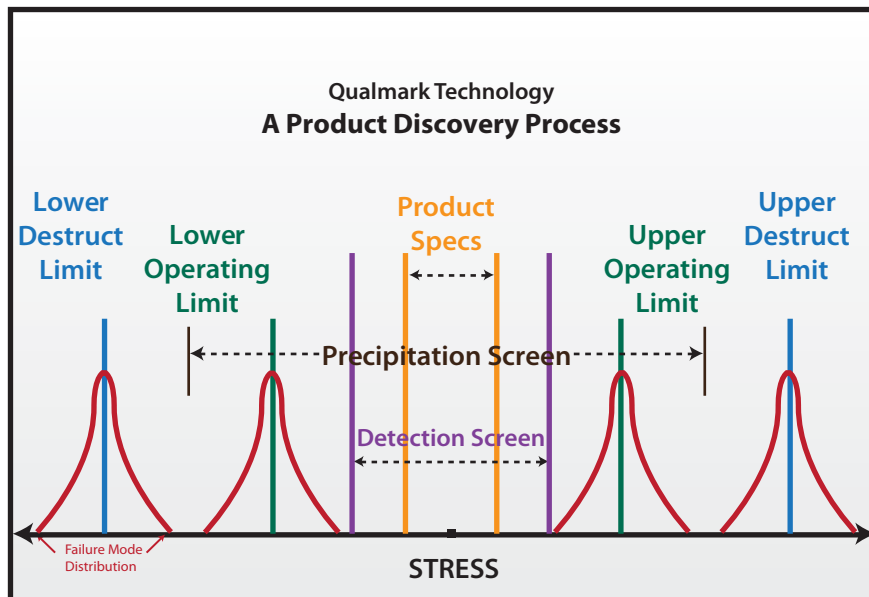 Qualmark Technology
A Product Discovery Process
Lower
Destruct
Limit
Lower
Operating
Limit
Product
Specs
Upper
Operating
Limit
Upper
Destruct
Limit
Precipitation Screen
Detection Screen
Failure Mode
Distribution
STRESS